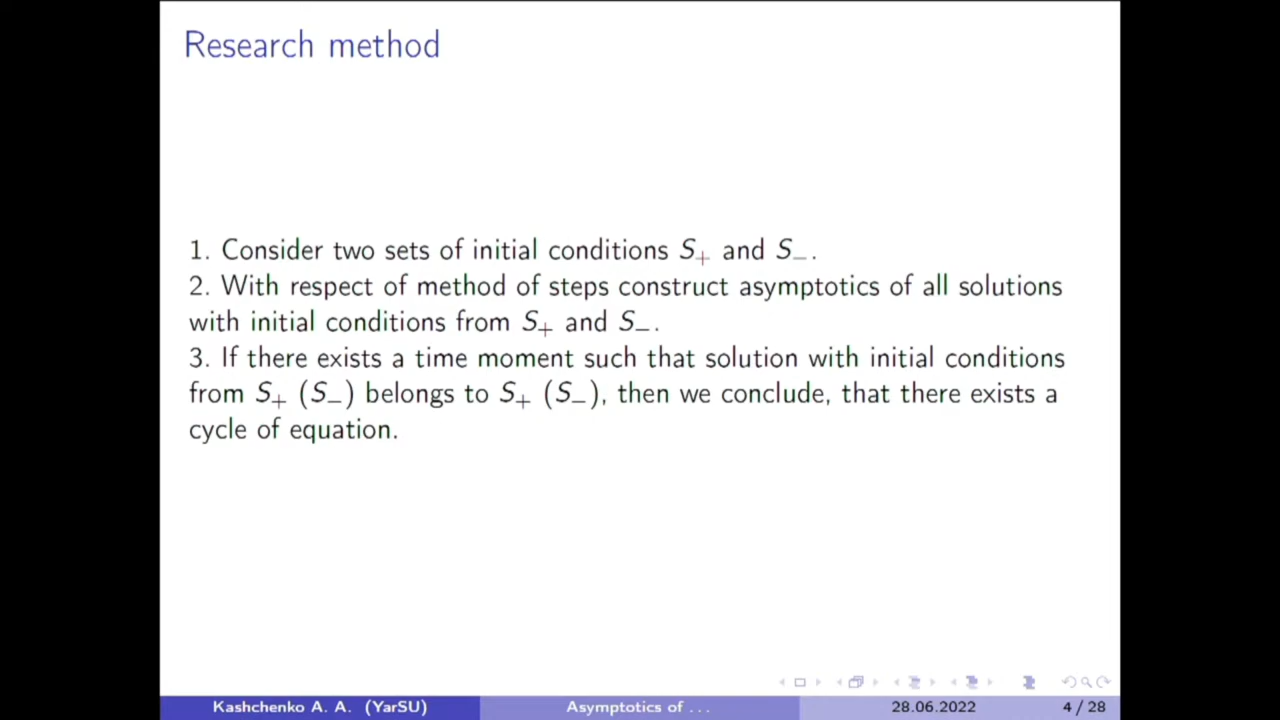 Research method
1. Consider two sets of initial conditions S₊ and S₋.
2. With respect of method of steps construct asymptotics of all solutions
with initial conditions from S₊ and S₋.
3. If there exists a time moment such that solution with initial conditions
from S₊ (S₋) belongs to S₊ (S₋), then we conclude, that there exists a
cycle of equation.
Kashchenko A. A. (YarSU) Asymptotics of ... 28.06.2022 4 / 28